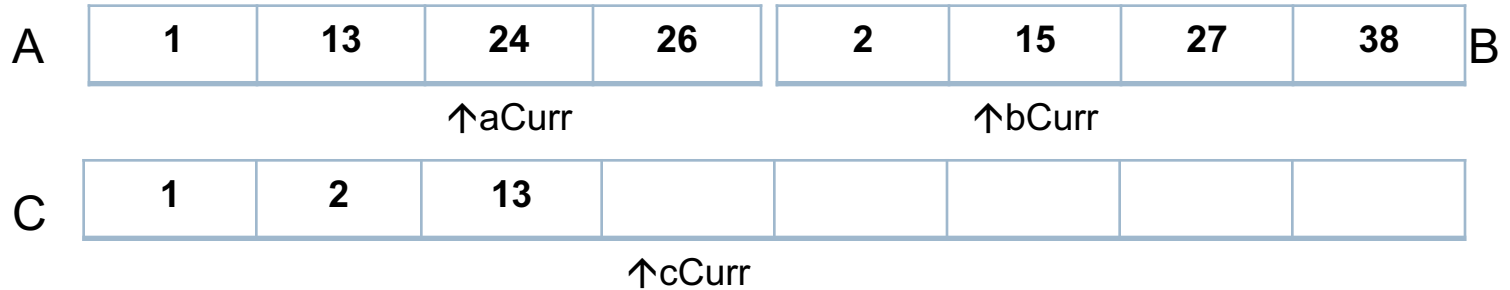 A 1 13 24 26 2 15 27 38 B
↑aCurr ↑bCurr
C 1 2 13
↑cCurr